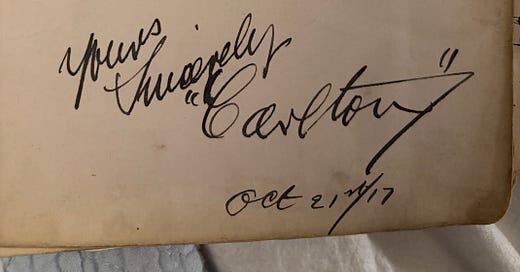 Yours
Sincerely
"Carlton"
Oct 21st/17